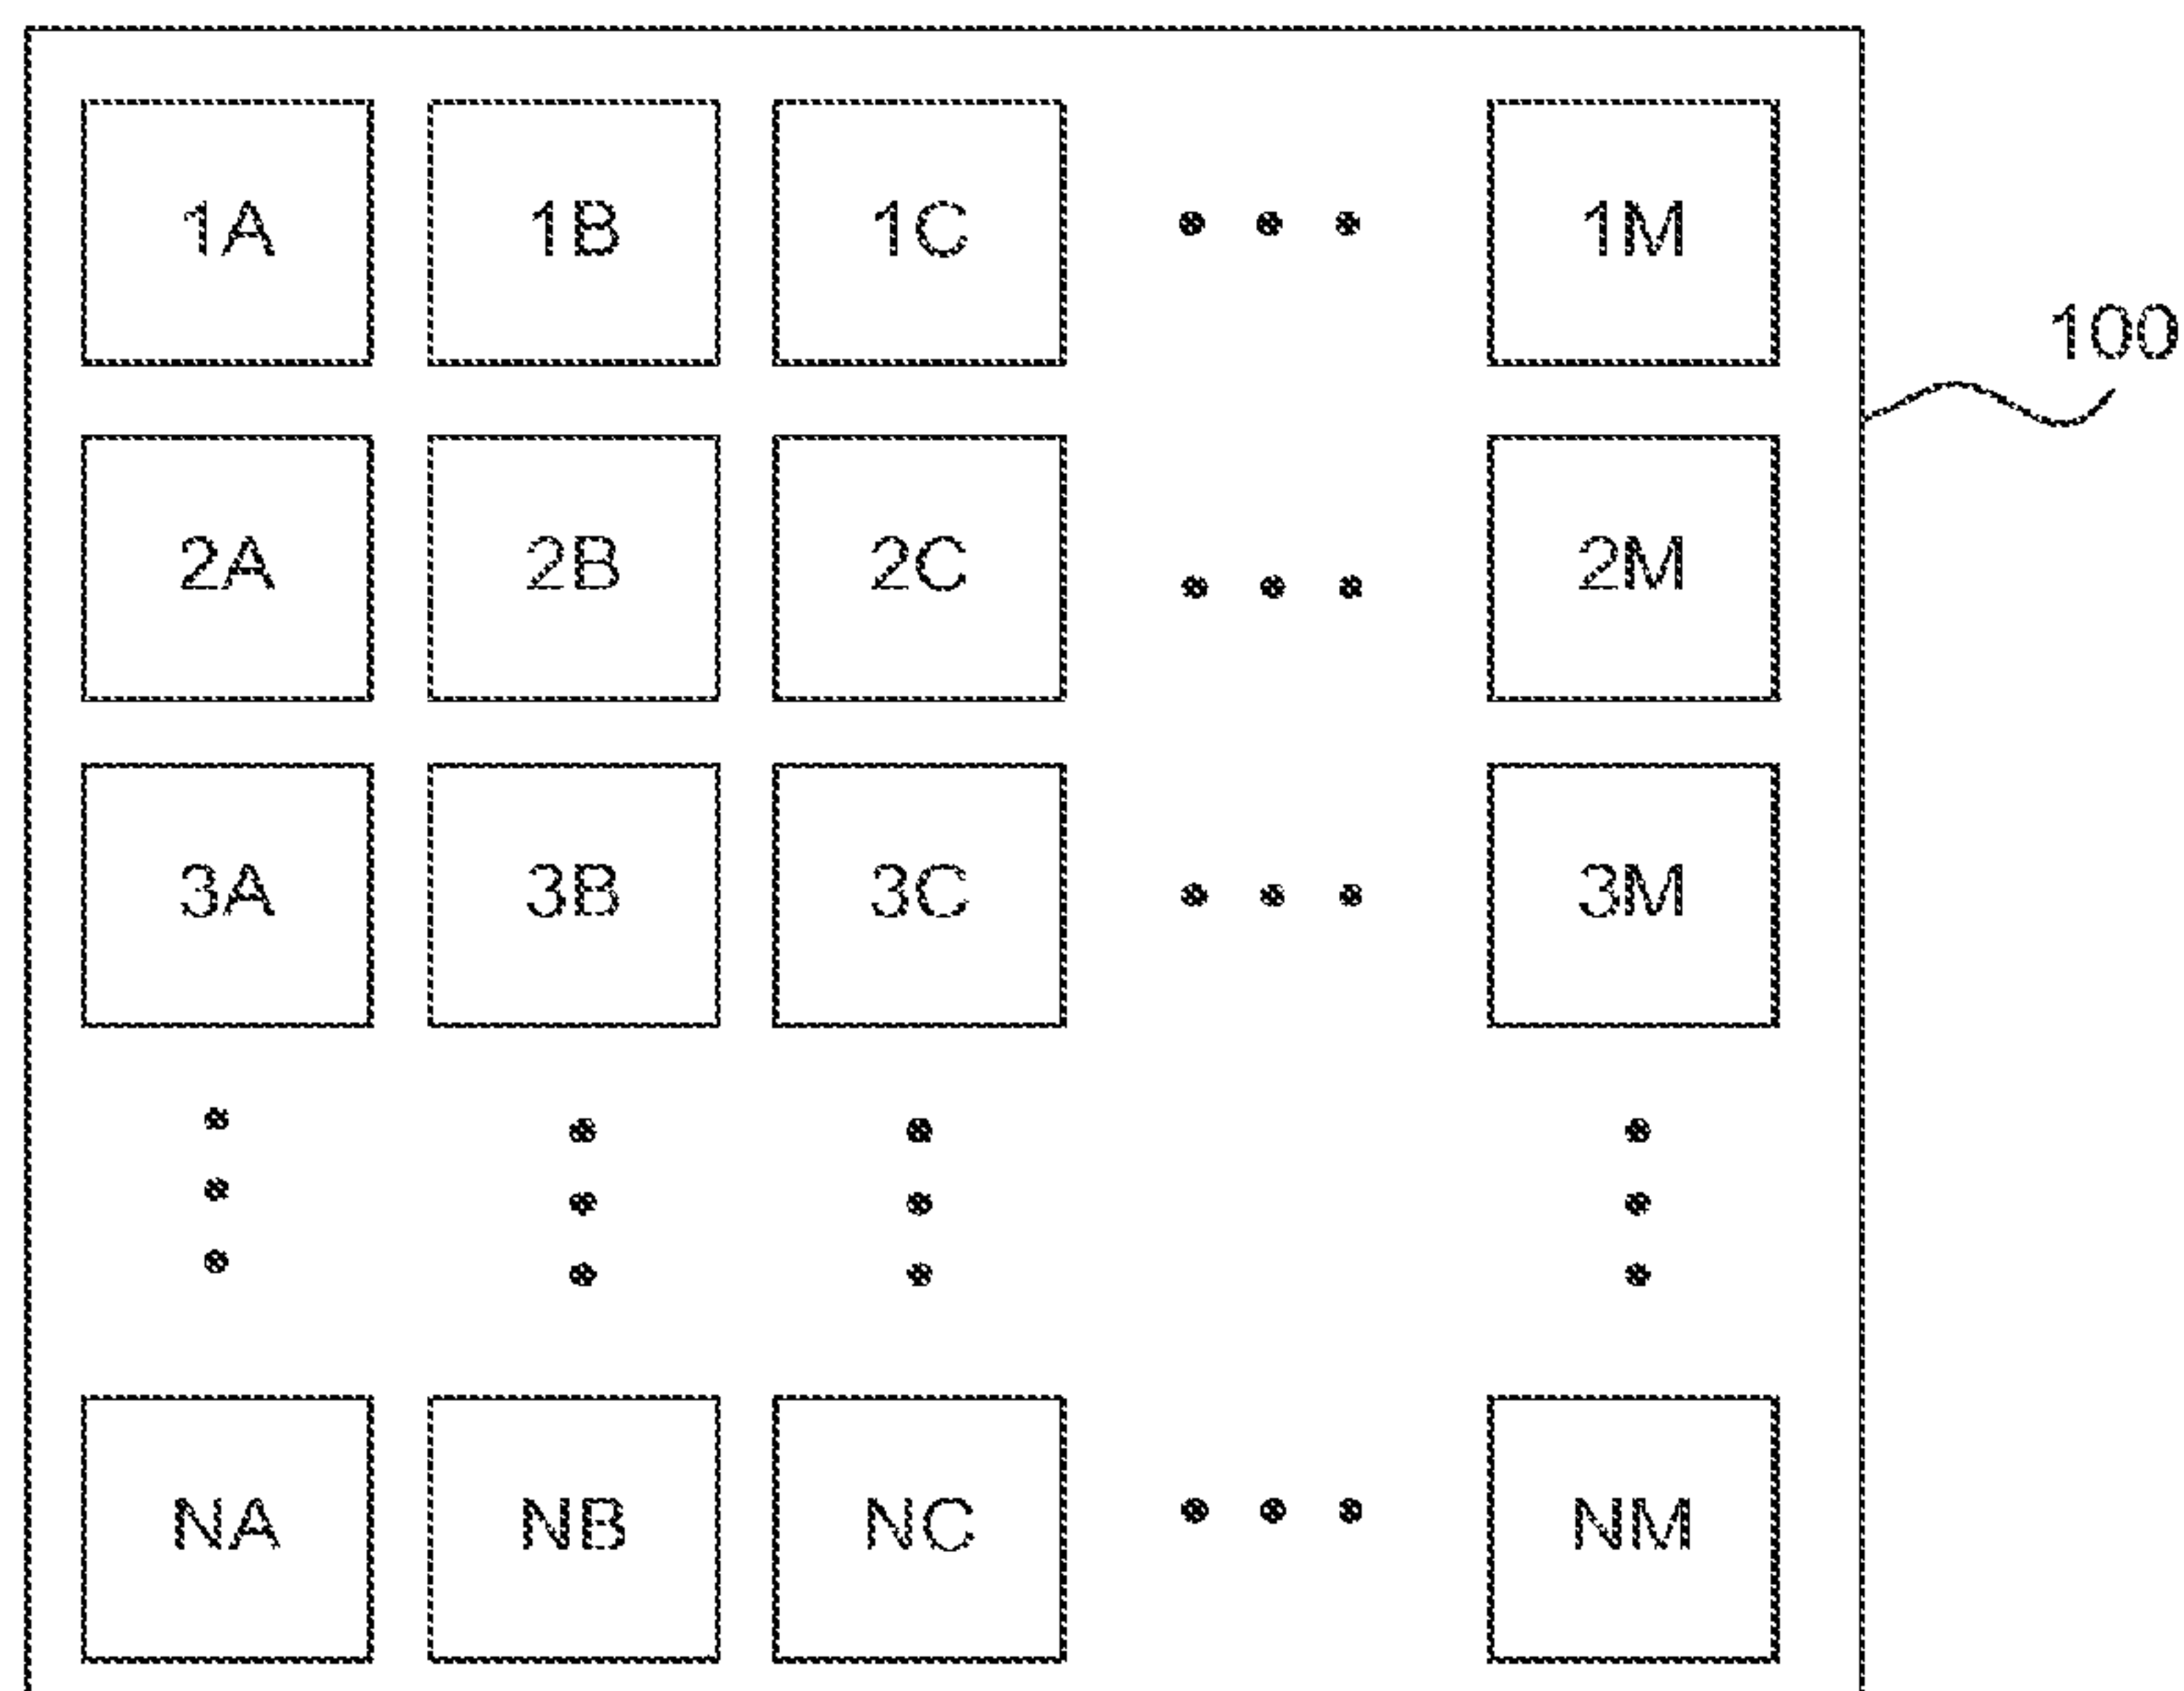 1A 1B 1C • • • 1M
100
2A 2B 2C • • • 2M
3A 3B 3C • • • 3M
NA NB NC • • • NM